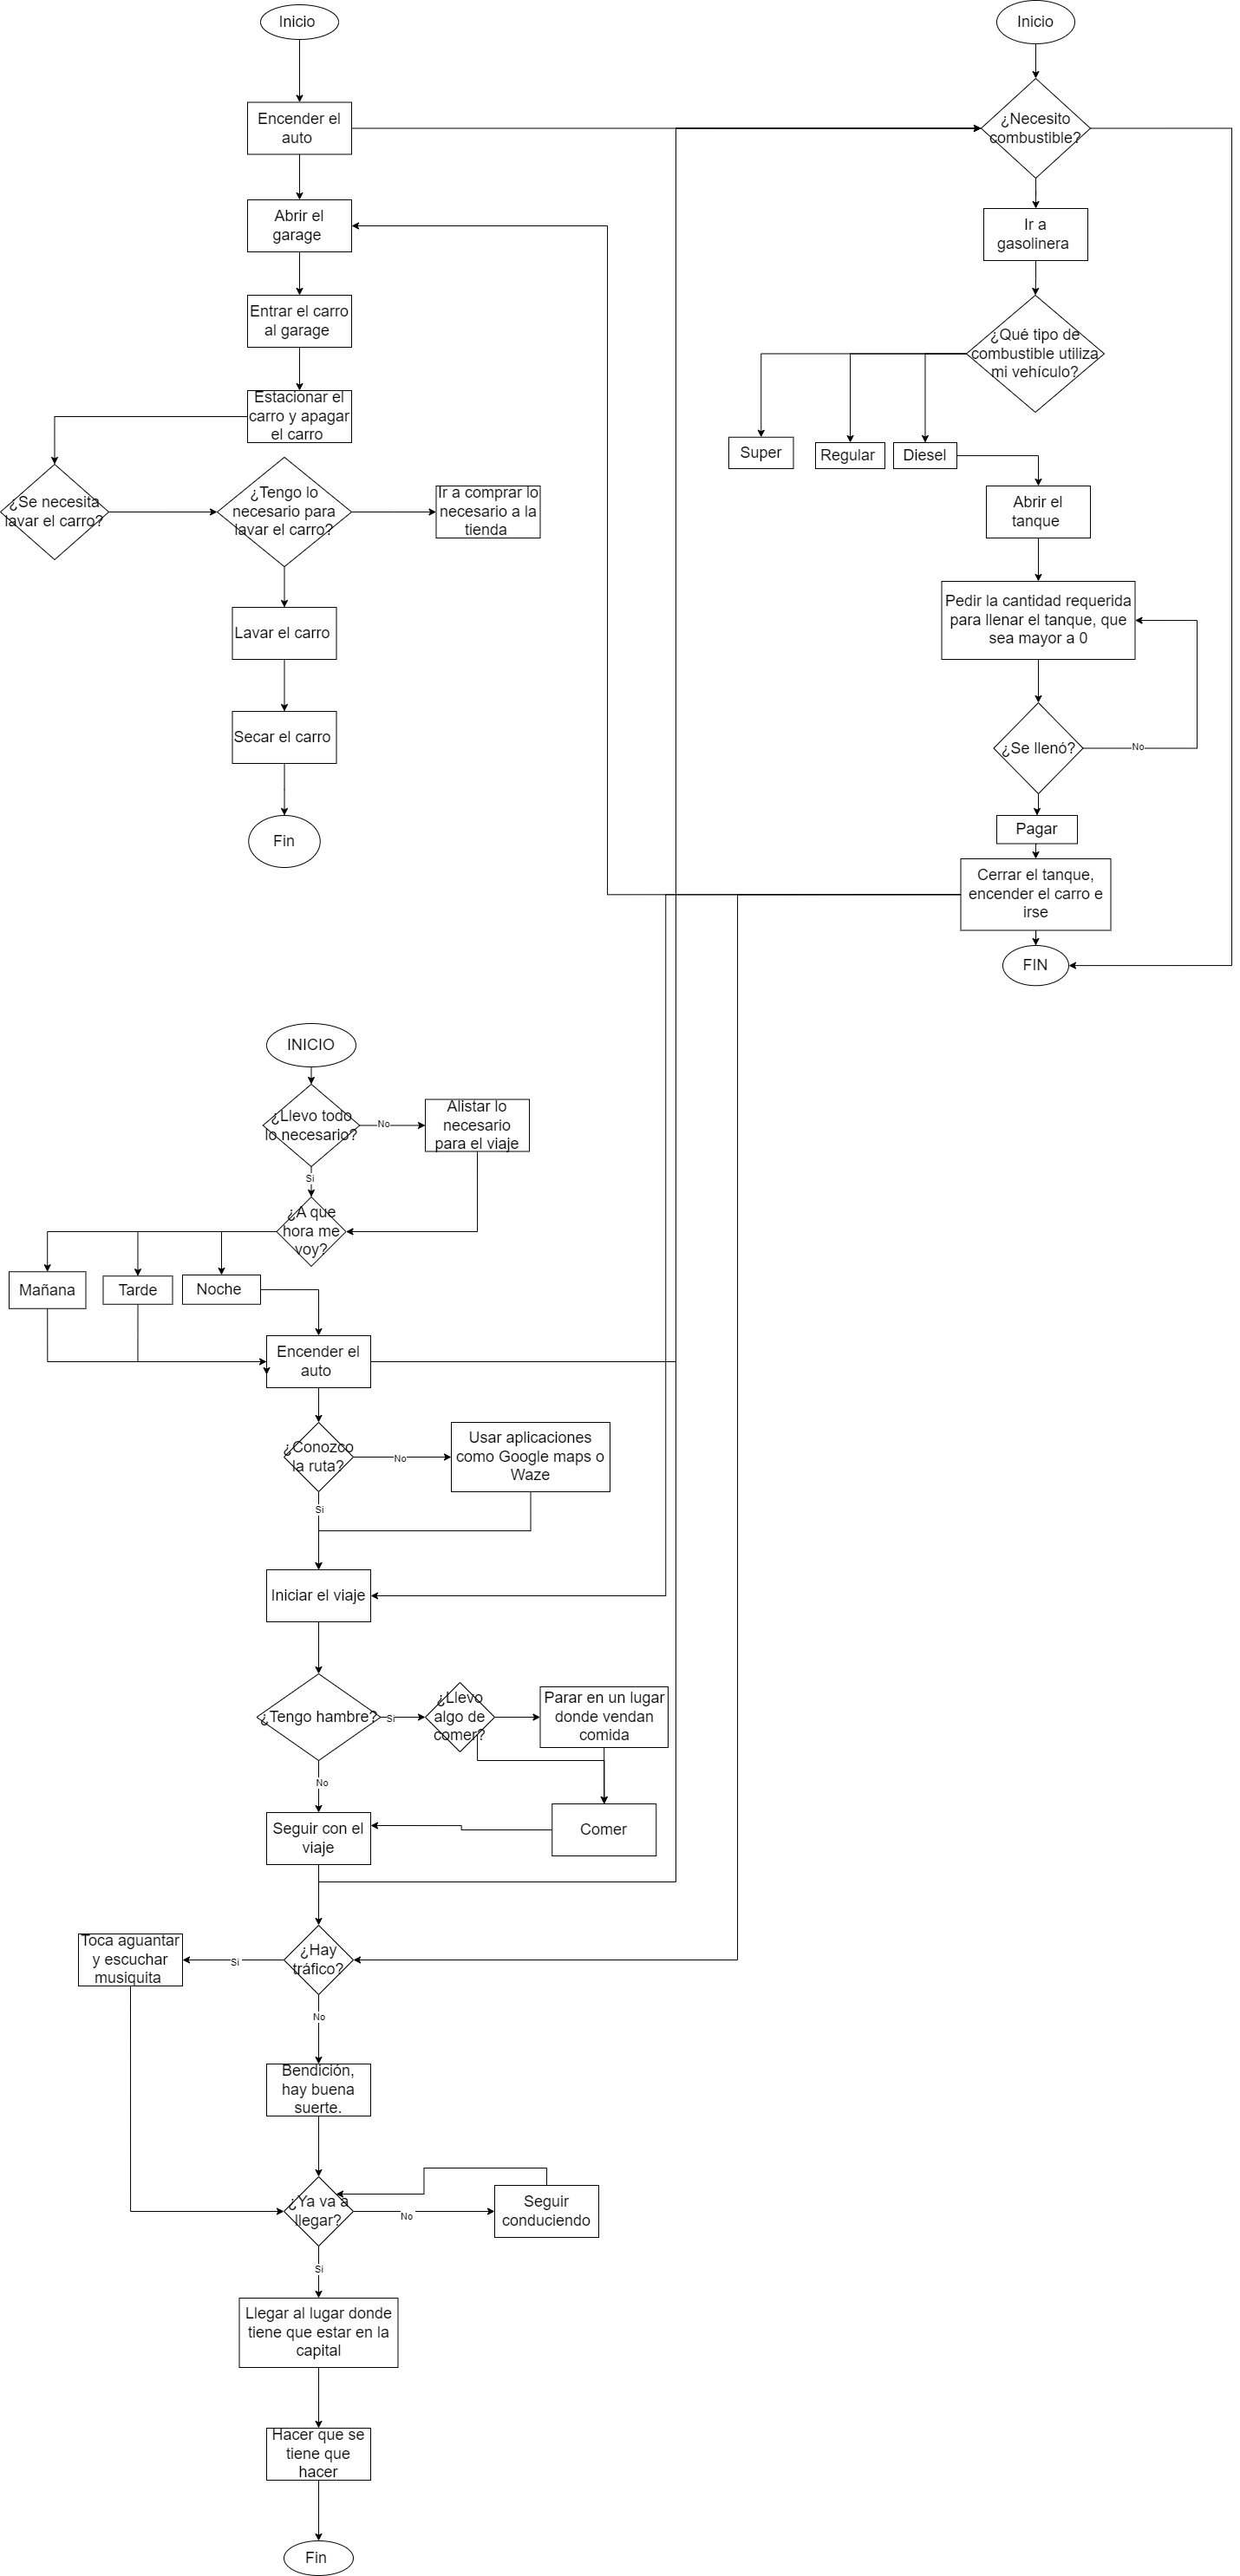 Inicio
Encender el
auto
Abrir el
garage
Entrar el carro
al garage
Estacionar el
carro y apagar
el carro
¿Se necesita
lavar el carro?
¿Tengo lo
necesario para
lavar el carro?
Ir a comprar lo
necesario a la
tienda
Lavar el carro
Secar el carro
Fin
Inicio
¿Necesito
combustible?
Ir a
gasolinera
¿Qué tipo de
combustible utiliza
mi vehículo?
Super
Regular
Diesel
Abrir el
tanque
Pedir la cantidad requerida
para llenar el tanque, que
sea mayor a 0
¿Se llenó?
No
Pagar
Cerrar el tanque,
encender el carro e
irse
FIN
INICIO
¿Llevo todo
lo necesario?
No
Alistar lo
necesario
para el viaje
Si
¿A que
hora me
voy?
Mañana
Tarde
Noche
Encender el
auto
¿Conozco
la ruta?
No
Usar aplicaciones
como Google maps o
Waze
Si
Iniciar el viaje
¿Tengo hambre?
Si
¿Llevo
algo de
comer?
Parar en un lugar
donde vendan
comida
No
Seguir con el
viaje
Comer
¿Hay
tráfico?
Si
Toca aguantar
y escuchar
musiquita
No
Bendición,
hay buena
suerte.
¿Ya va a
llegar?
No
Seguir
conduciendo
Si
Llegar al lugar donde
tiene que estar en la
capital
Hacer que se
tiene que
hacer
Fin